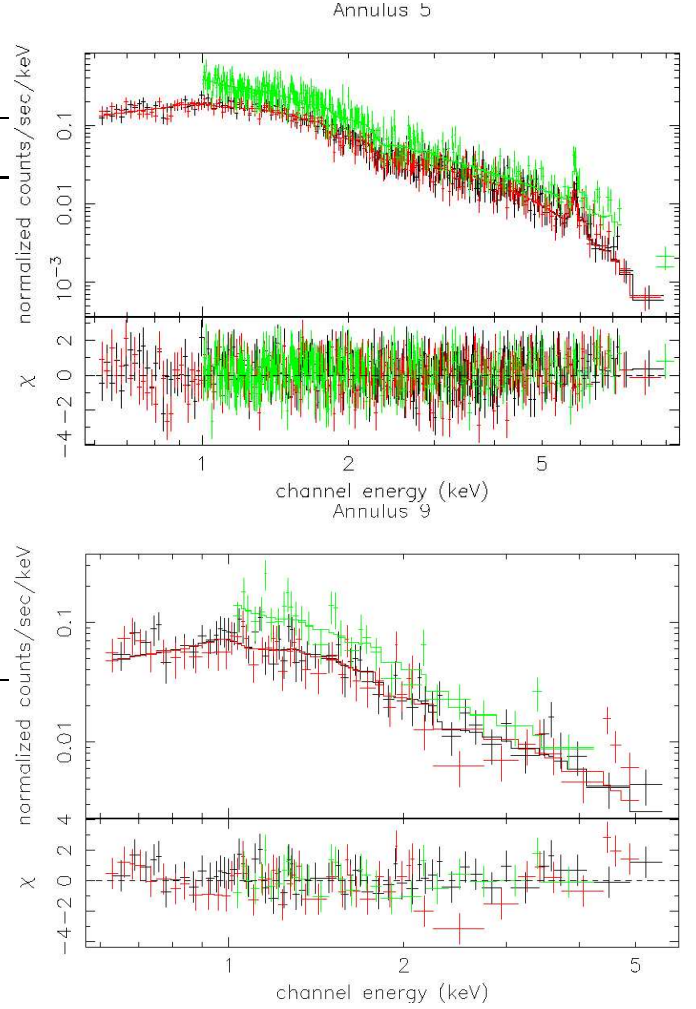 Annulus 5
normalized counts/sec/keV
0.1
0.01
10⁻³
χ
2
0
−2
−4
1
2
5
channel energy (keV)
Annulus 9
normalized counts/sec/keV
0.1
0.01
χ
4
2
0
−2
−4
1
2
5
channel energy (keV)